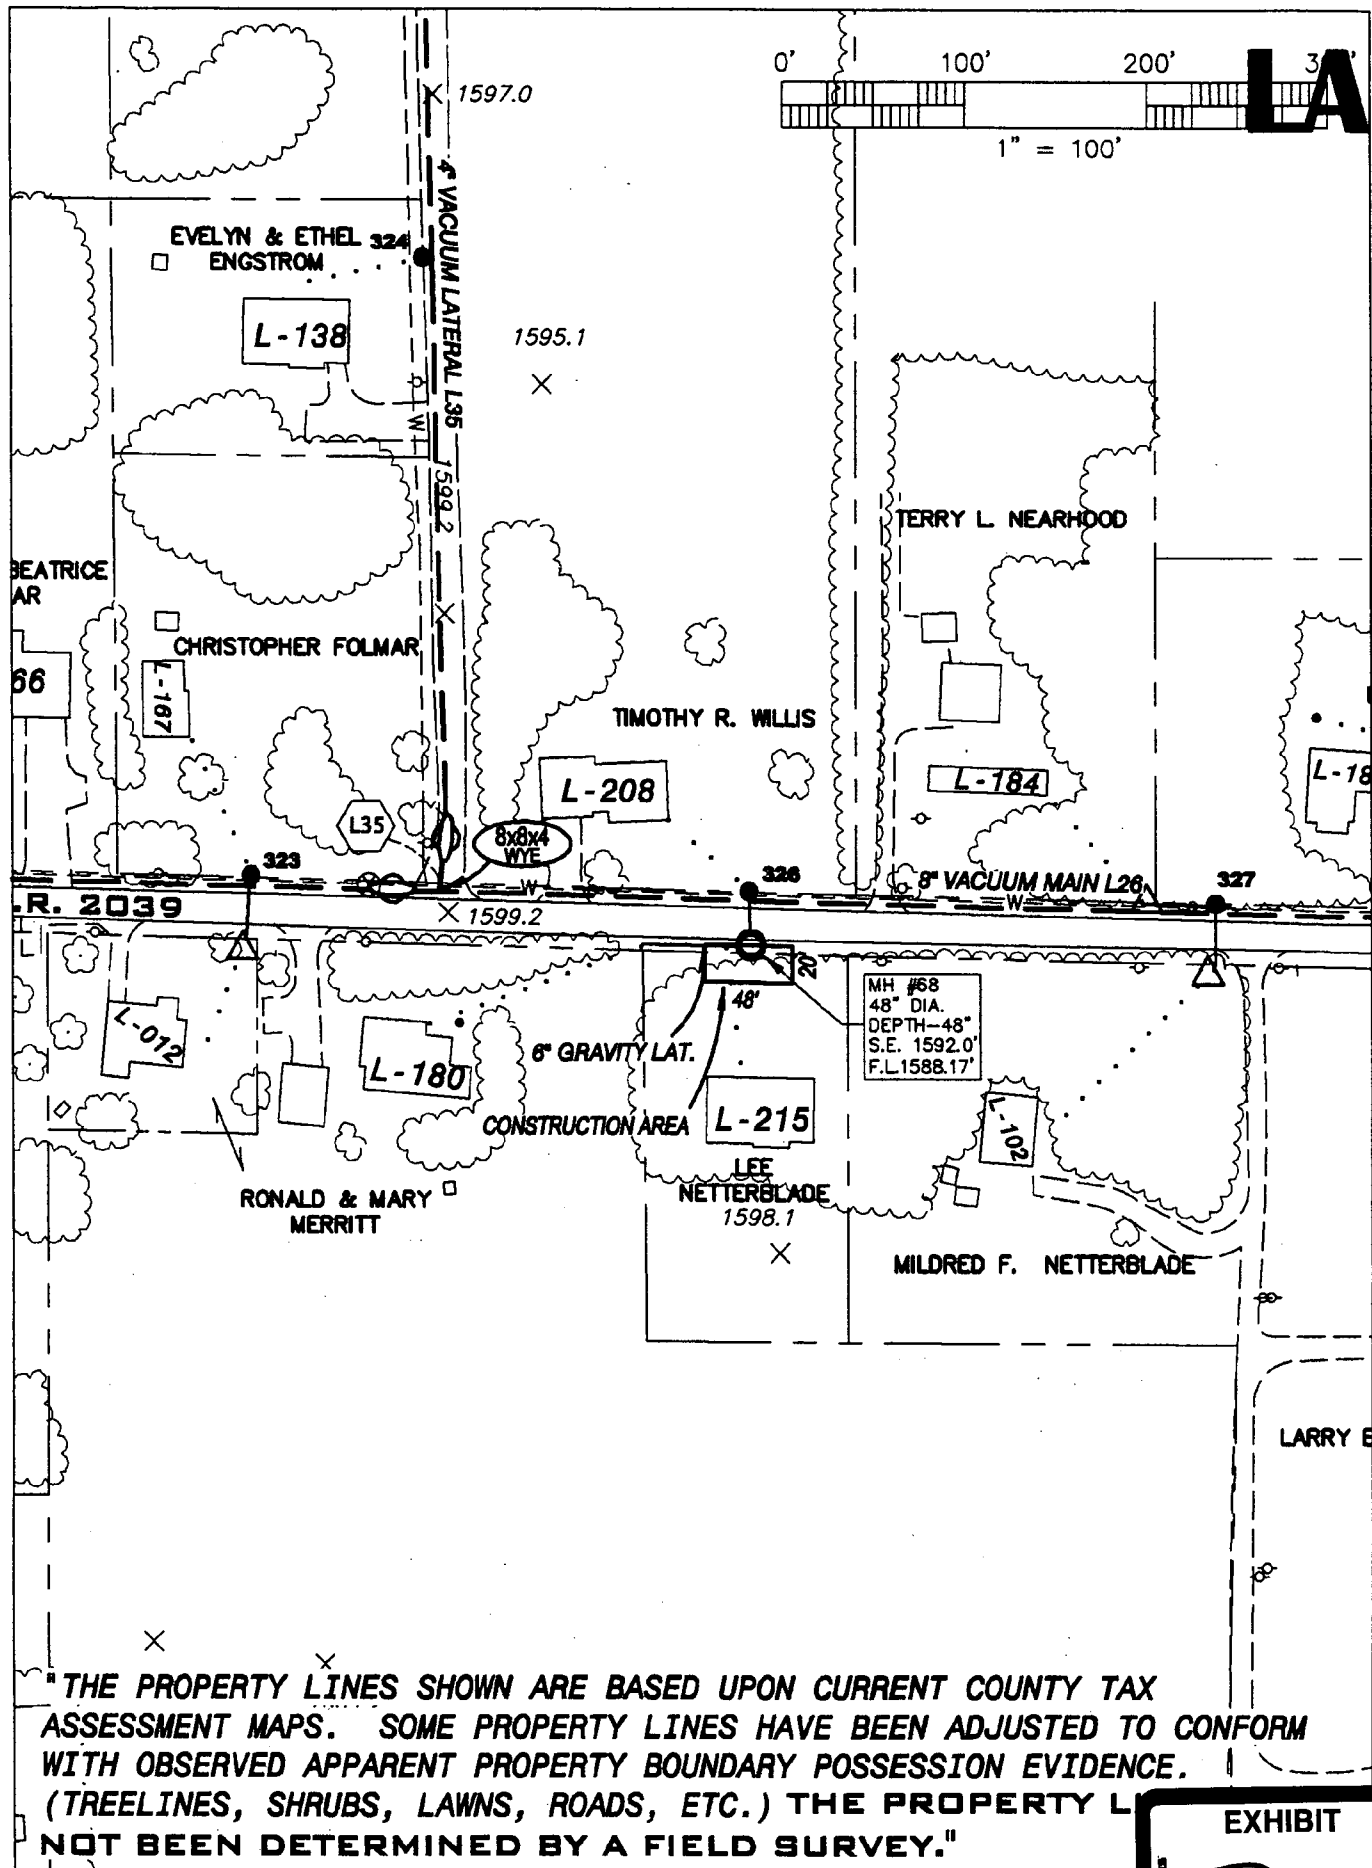 0' 100' 200'
LA
1" = 100'
1597.0
4" VACUUM LATERAL L35
EVELYN & ETHEL
ENGSTROM
324
L-138
1595.1
W
1599.2
TERRY L. NEARHOOD
BEATRICE
AR
CHRISTOPHER FOLMAR
66
L-167
TIMOTHY R. WILLIS
L-208
L-184
L-18
L35
8x8x4
WYE
323
W
326
8" VACUUM MAIN L26
W
327
.R. 2039
1599.2
20'
48'
MH #68
48" DIA.
DEPTH-48"
S.E. 1592.0'
F.L.1588.17'
L-012
L-180
6" GRAVITY LAT.
CONSTRUCTION AREA
L-215
L-102
LEE
NETTERBLADE
1598.1
RONALD & MARY
MERRITT
MILDRED F. NETTERBLADE
LARRY E
"THE PROPERTY LINES SHOWN ARE BASED UPON CURRENT COUNTY TAX
ASSESSMENT MAPS. SOME PROPERTY LINES HAVE BEEN ADJUSTED TO CONFORM
WITH OBSERVED APPARENT PROPERTY BOUNDARY POSSESSION EVIDENCE.
(TREELINES, SHRUBS, LAWNS, ROADS, ETC.) THE PROPERTY L
NOT BEEN DETERMINED BY A FIELD SURVEY."
EXHIBIT